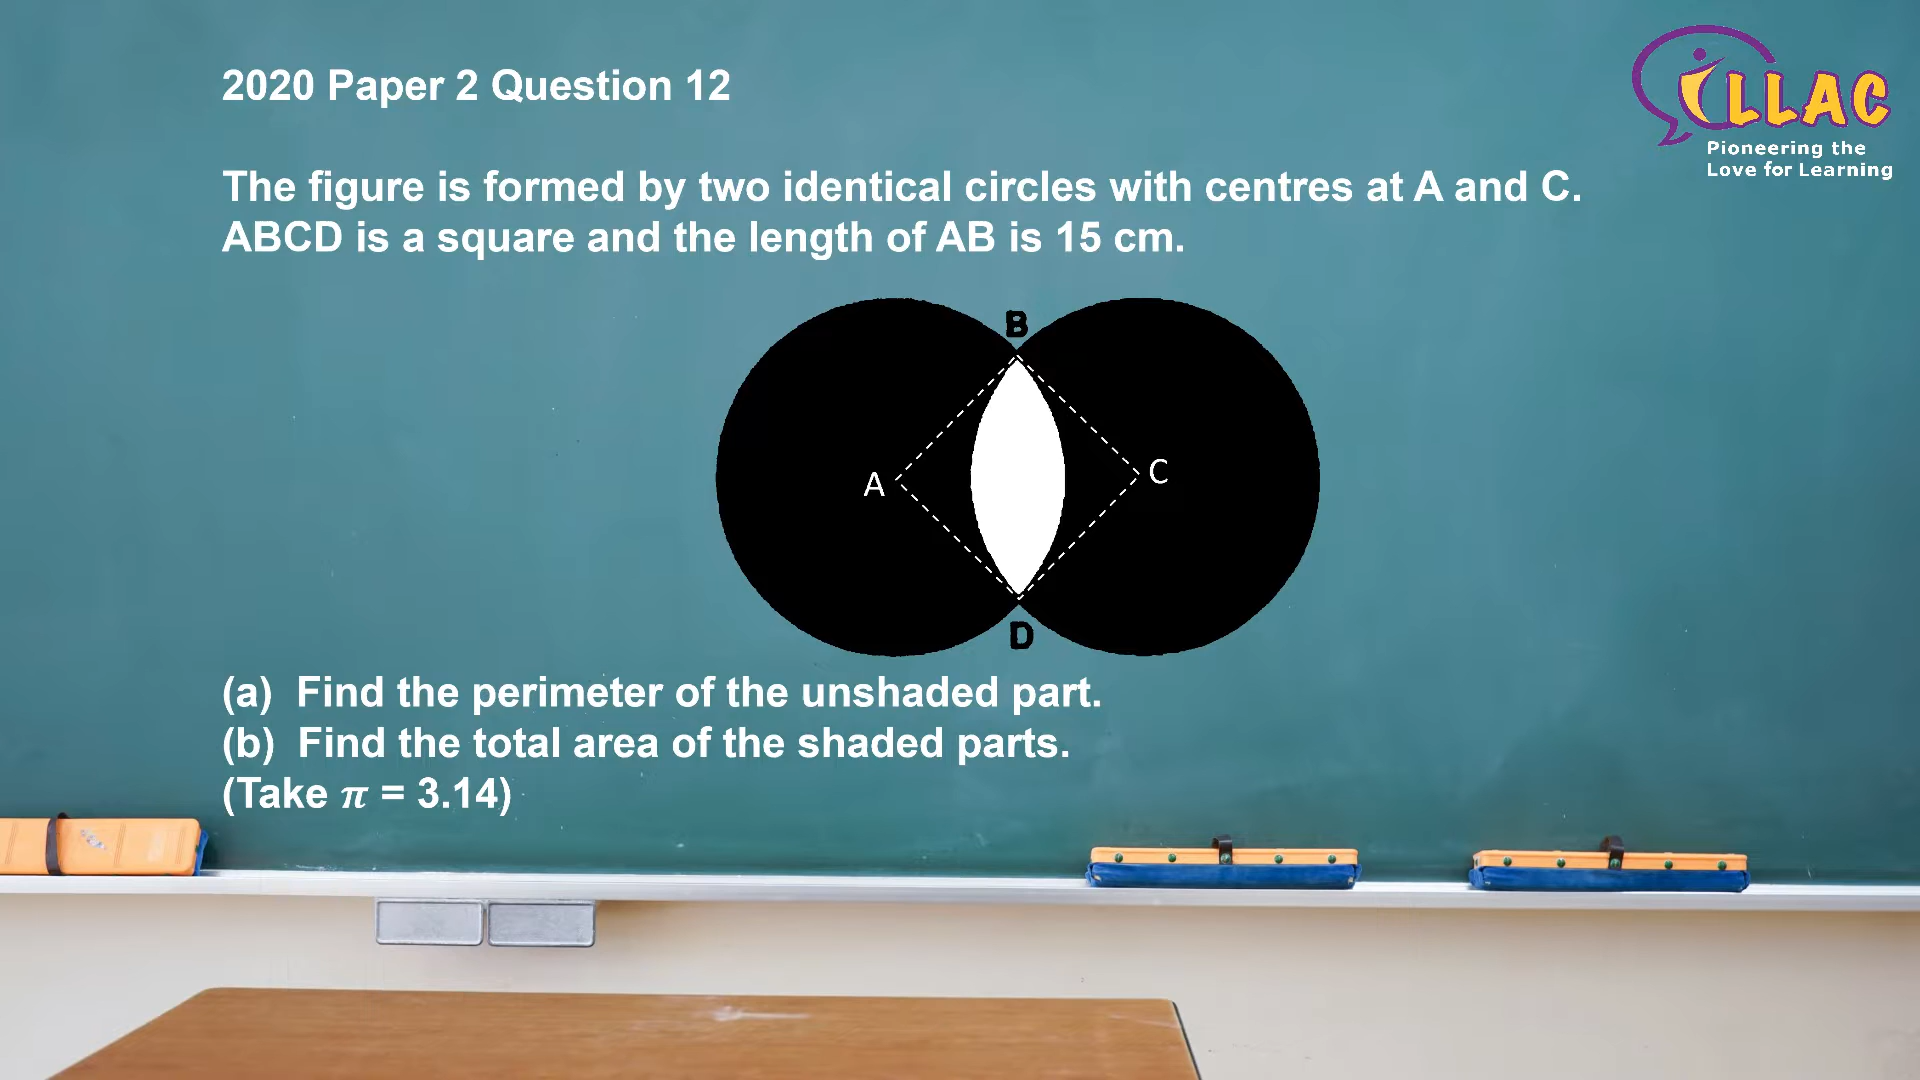 2020 Paper 2 Question 12
iLLAC
Pioneering the
Love for Learning
The figure is formed by two identical circles with centres at A and C.
ABCD is a square and the length of AB is 15 cm.
B
A
C
D
(a) Find the perimeter of the unshaded part.
(b) Find the total area of the shaded parts.
(Take π = 3.14)